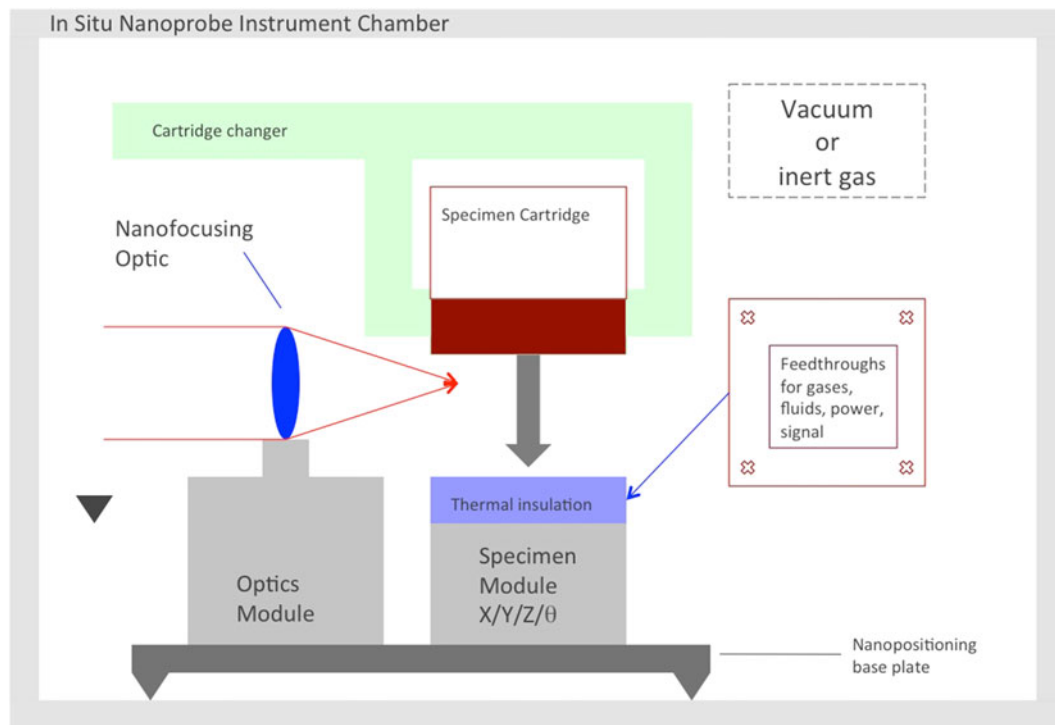 In Situ Nanoprobe Instrument Chamber
Cartridge changer
Vacuum
or
inert gas
Specimen Cartridge
Nanofocusing
Optic
Feedthroughs
for gases,
fluids, power,
signal
Thermal insulation
Optics
Module
Specimen
Module
X/Y/Z/θ
Nanopositioning
base plate